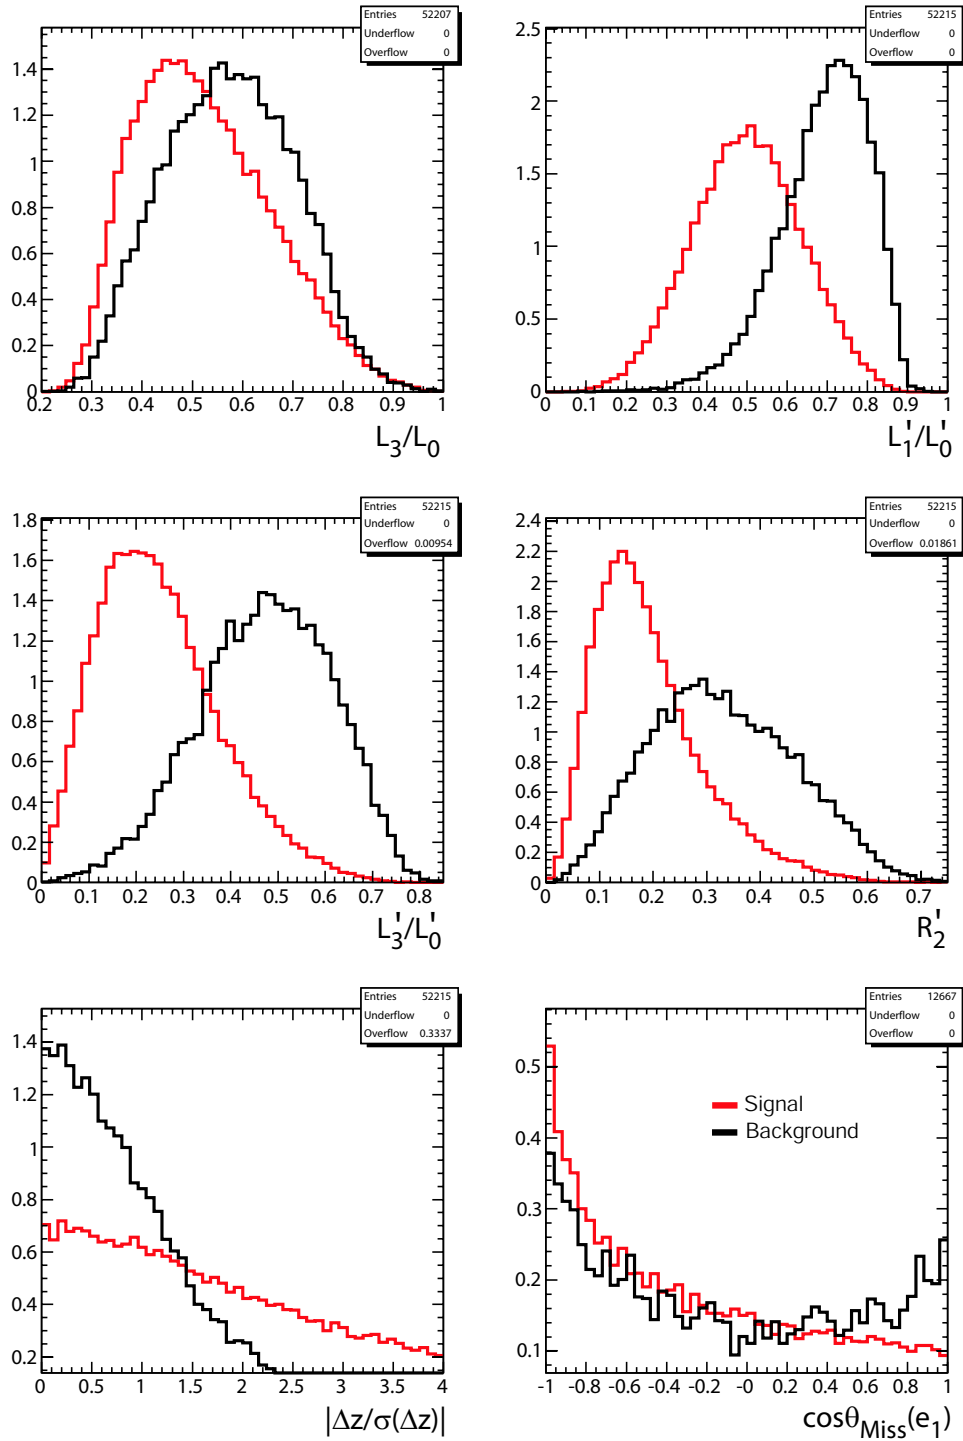 Entries 52207
Underflow 0
Overflow 0
1.4
1.2
1
0.8
0.6
0.4
0.2
0
0.2 0.3 0.4 0.5 0.6 0.7 0.8 0.9 1
L3/L0
Entries 52215
Underflow 0
Overflow 0
2.5
2
1.5
1
0.5
0
0 0.1 0.2 0.3 0.4 0.5 0.6 0.7 0.8 0.9 1
L1'/L0'
Entries 52215
Underflow 0
Overflow 0.00954
1.8
1.6
1.4
1.2
1
0.8
0.6
0.4
0.2
0
0 0.1 0.2 0.3 0.4 0.5 0.6 0.7 0.8
L3'/L0'
Entries 52215
Underflow 0
Overflow 0.01861
2.4
2.2
2
1.8
1.6
1.4
1.2
1
0.8
0.6
0.4
0.2
0
0 0.1 0.2 0.3 0.4 0.5 0.6 0.7
R2'
Entries 52215
Underflow 0
Overflow 0.3337
1.4
1.2
1
0.8
0.6
0.4
0.2
0 0.5 1 1.5 2 2.5 3 3.5 4
|Δz/σ(Δz)|
Entries 12667
Underflow 0
Overflow 0
0.5
0.4
0.3
0.2
0.1
Signal
Background
-1 -0.8 -0.6 -0.4 -0.2 -0 0.2 0.4 0.6 0.8 1
cosθMiss(e1)